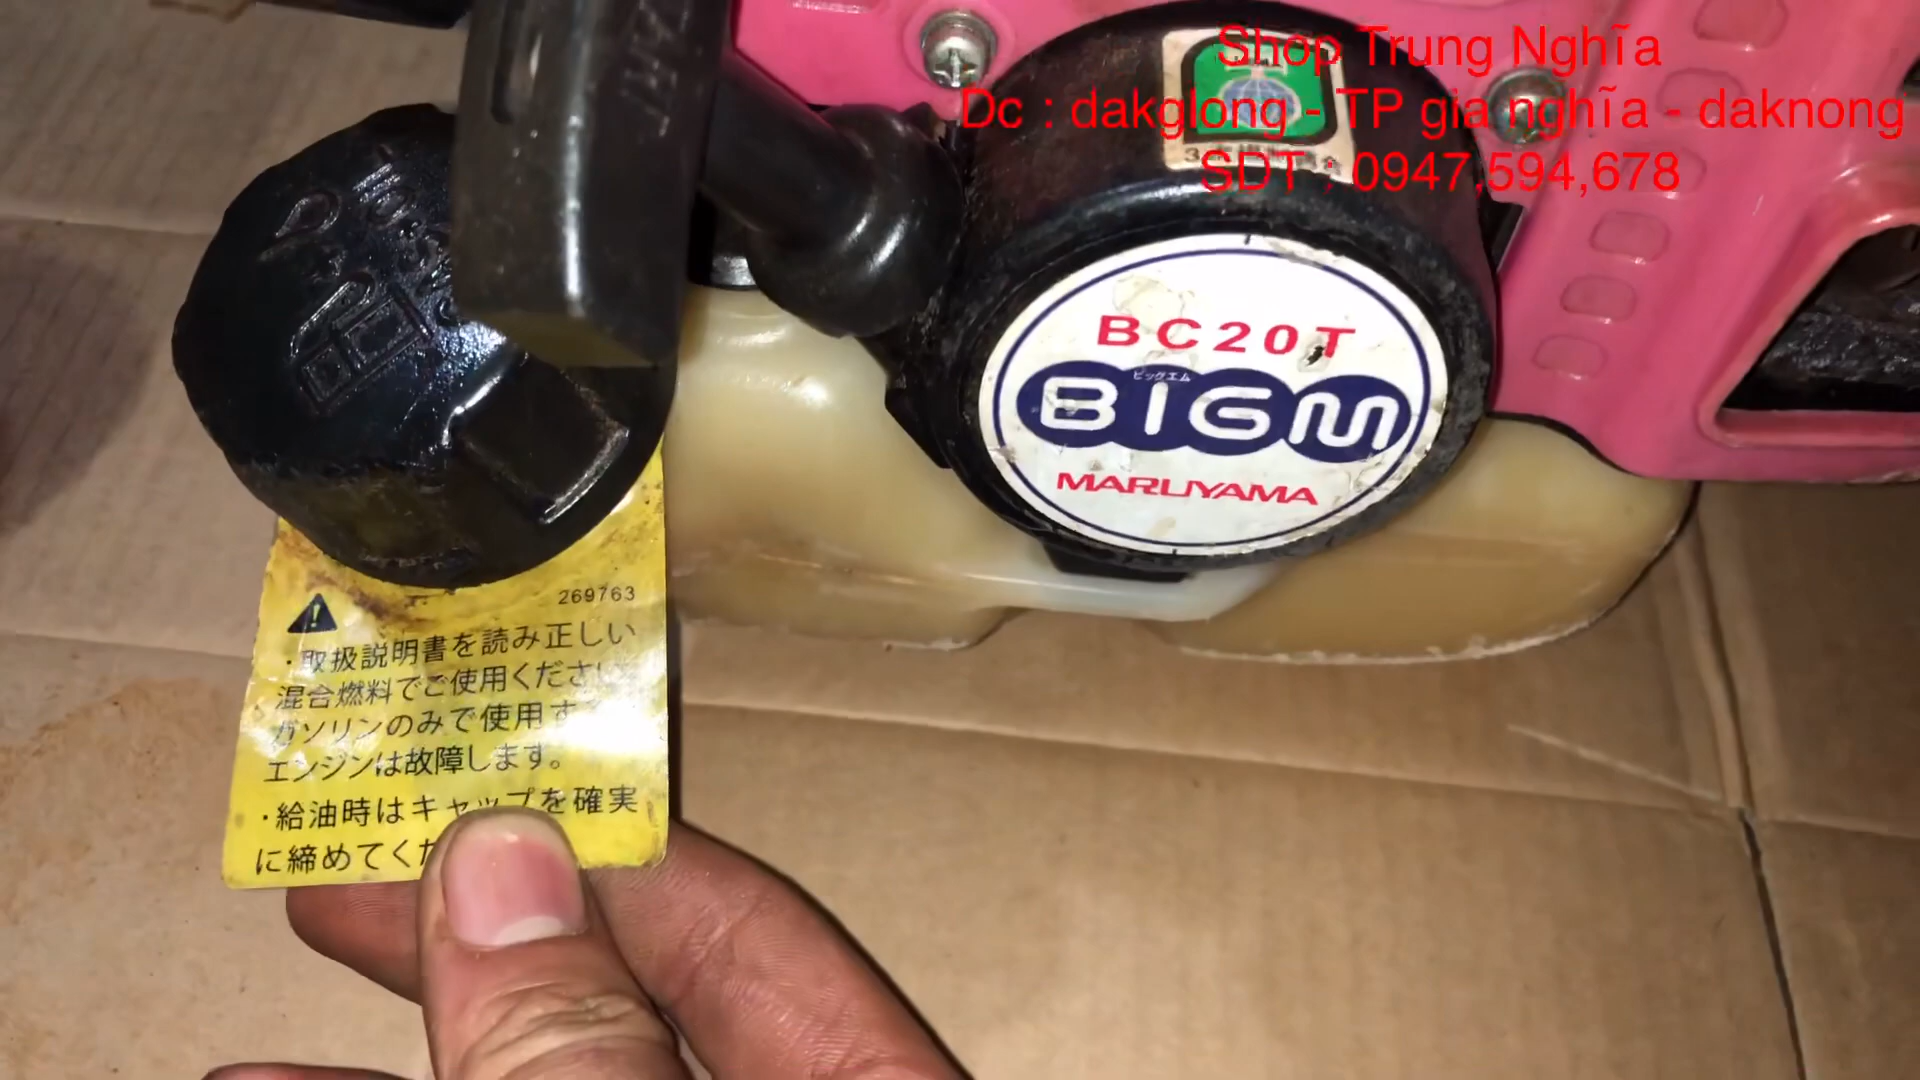 Shop Trung Nghĩa
Dc : dakglong - TP gia nghĩa - daknong
SDT : 0947,594,678
BC20T
ビッグエム
BIGM
MARUYAMA
269763
・取扱説明書を読み正しい
混合燃料でご使用くださ
ガソリンのみで使用す
エンジンは故障します。
・給油時はキャップを確実
に締めてくだ